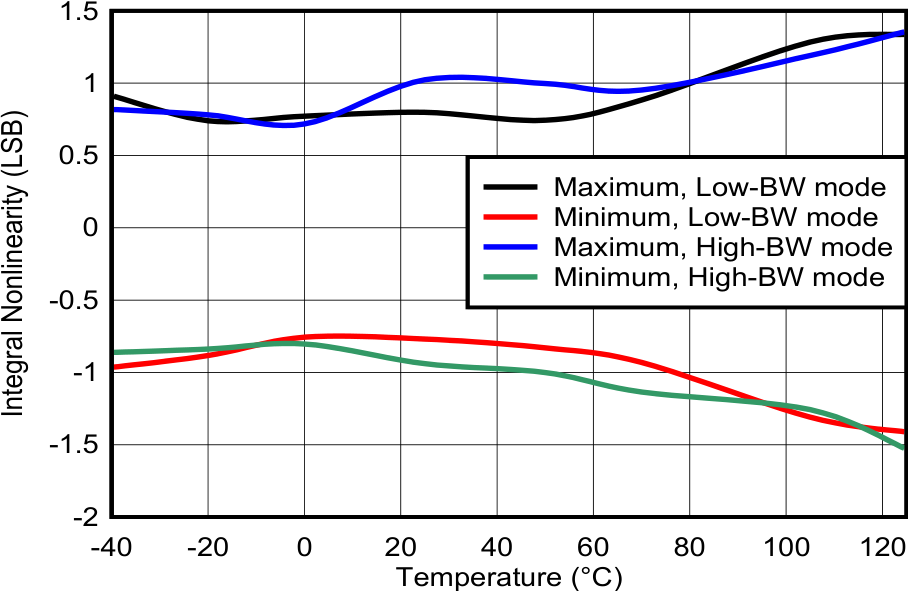 1.5
1
0.5
0
-0.5
-1
-1.5
-2
Integral Nonlinearity (LSB)
Maximum, Low-BW mode
Minimum, Low-BW mode
Maximum, High-BW mode
Minimum, High-BW mode
-40 -20 0 20 40 60 80 100 120
Temperature (°C)